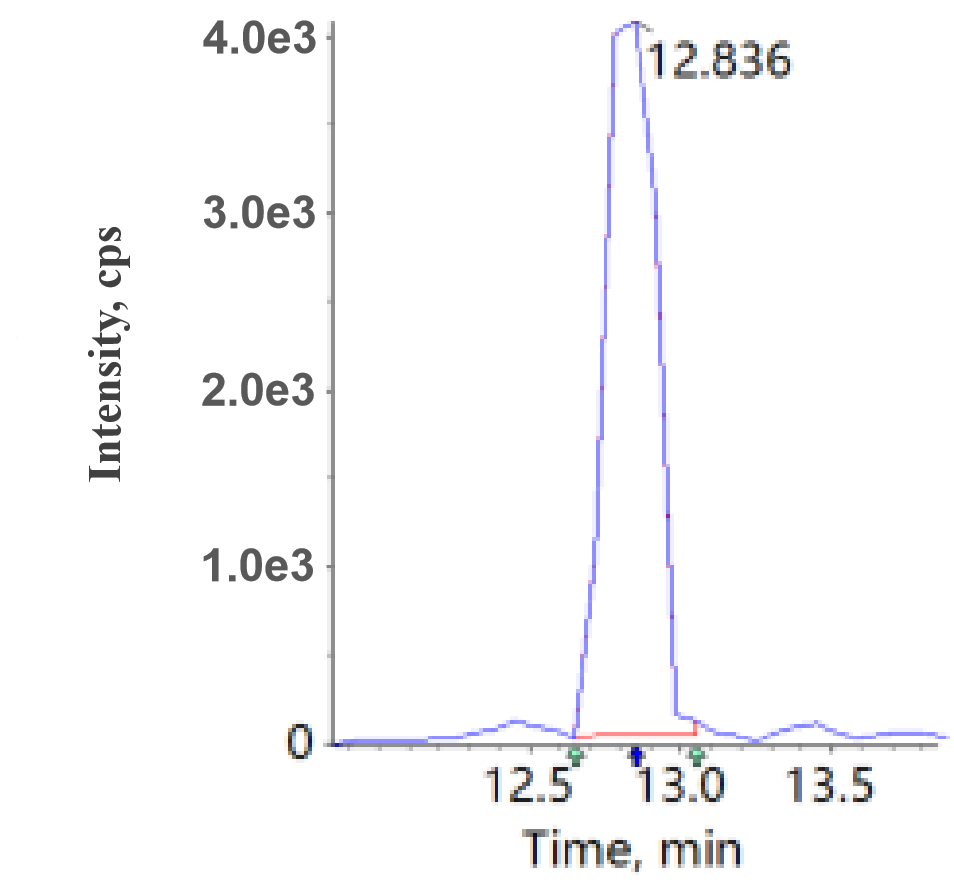 4.0e3
12.836
3.0e3
Intensity, cps
2.0e3
1.0e3
0
12.5 13.0 13.5
Time, min